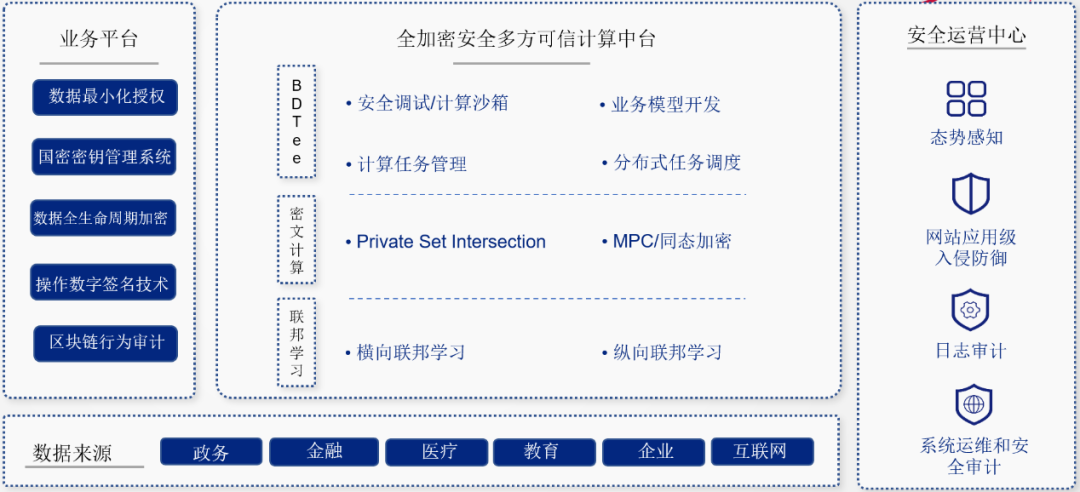 业务平台
数据最小化授权
国密密钥管理系统
数据全生命周期加密
操作数字签名技术
区块链行为审计
全加密安全多方可信计算中台
BDTee
• 安全调试/计算沙箱
• 业务模型开发
• 计算任务管理
• 分布式任务调度
密文计算
• Private Set Intersection
• MPC/同态加密
联邦学习
• 横向联邦学习
• 纵向联邦学习
安全运营中心
态势感知
网站应用级
入侵防御
日志审计
系统运维和安
全审计
数据来源
政务
金融
医疗
教育
企业
互联网